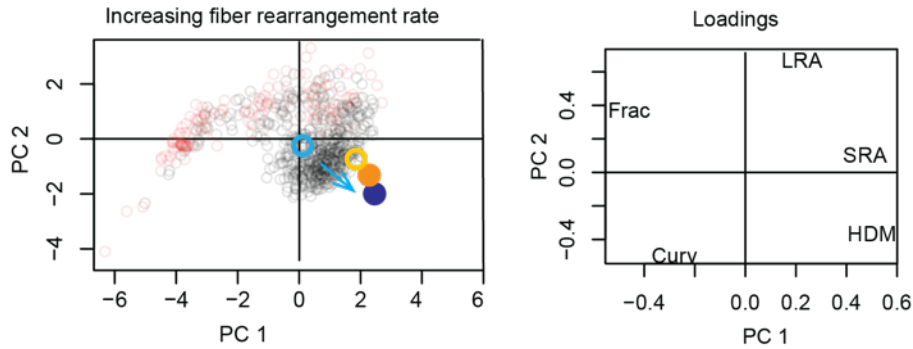 Increasing fiber rearrangement rate
PC 2
2
0
−2
−4
−6
−4
−2
0
2
4
6
PC 1
Loadings
PC 2
0.4
0.0
−0.4
LRA
Frac
SRA
HDM
Curv
−0.4
0.0
0.2
0.4
0.6
PC 1